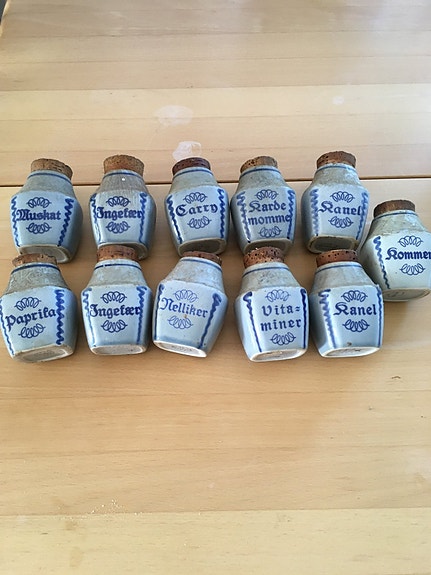 Muskat
Ingefær
Carry
Karde
momme
Kanel
Kommen
Paprika
Ingefær
Nelliker
Vita-
miner
Kanel